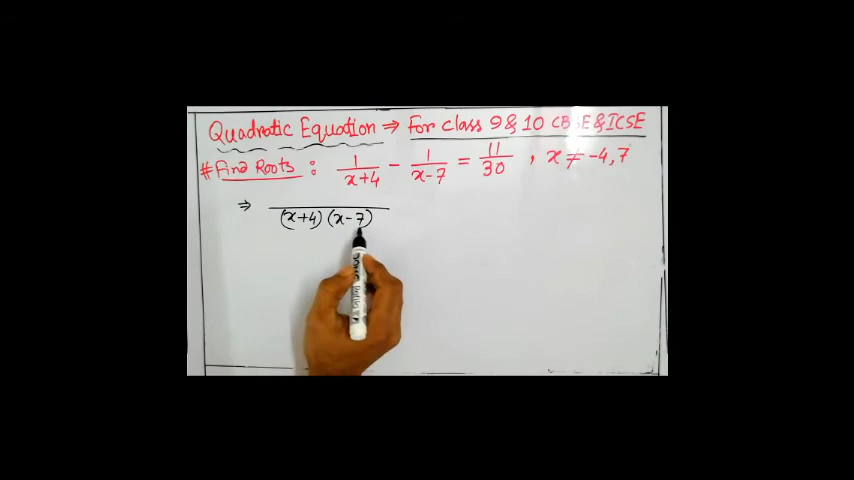 Quadratic Equation ⇒ For class 9 & 10 CBSE & ICSE
# Find Roots : 1/(x+4) - 1/(x-7) = 11/30 , x ≠ -4, 7
⇒ /(x+4)(x-7)